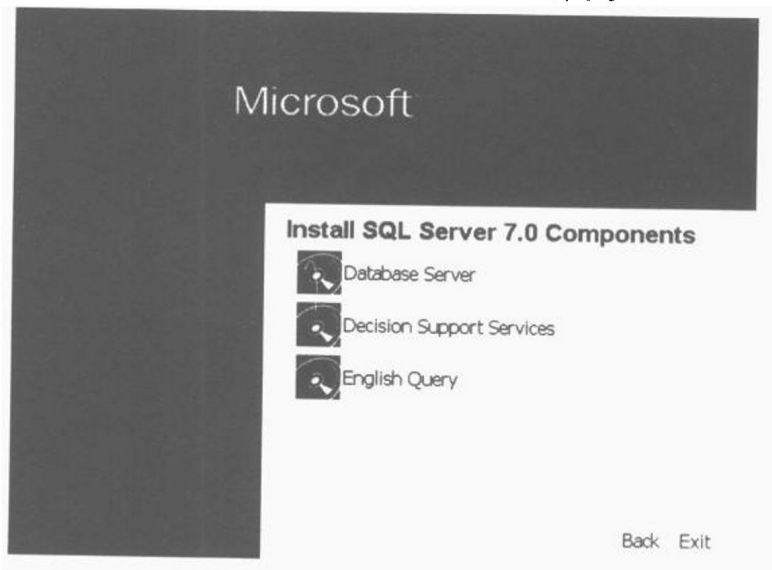 Microsoft
Install SQL Server 7.0 Components
Database Server
Decision Support Services
English Query
Back Exit